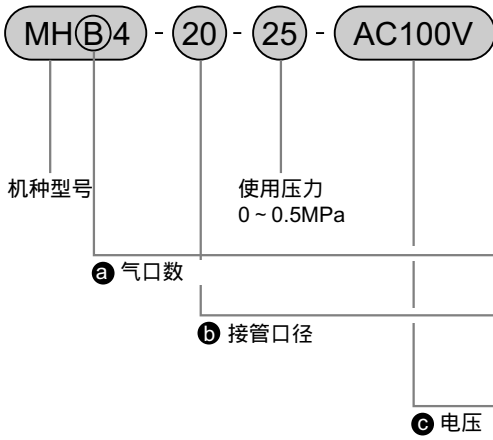 MHB4 - 20 - 25 - AC100V
机种型号
使用压力
0 ~ 0.5MPa
a 气口数
b 接管口径
c 电压